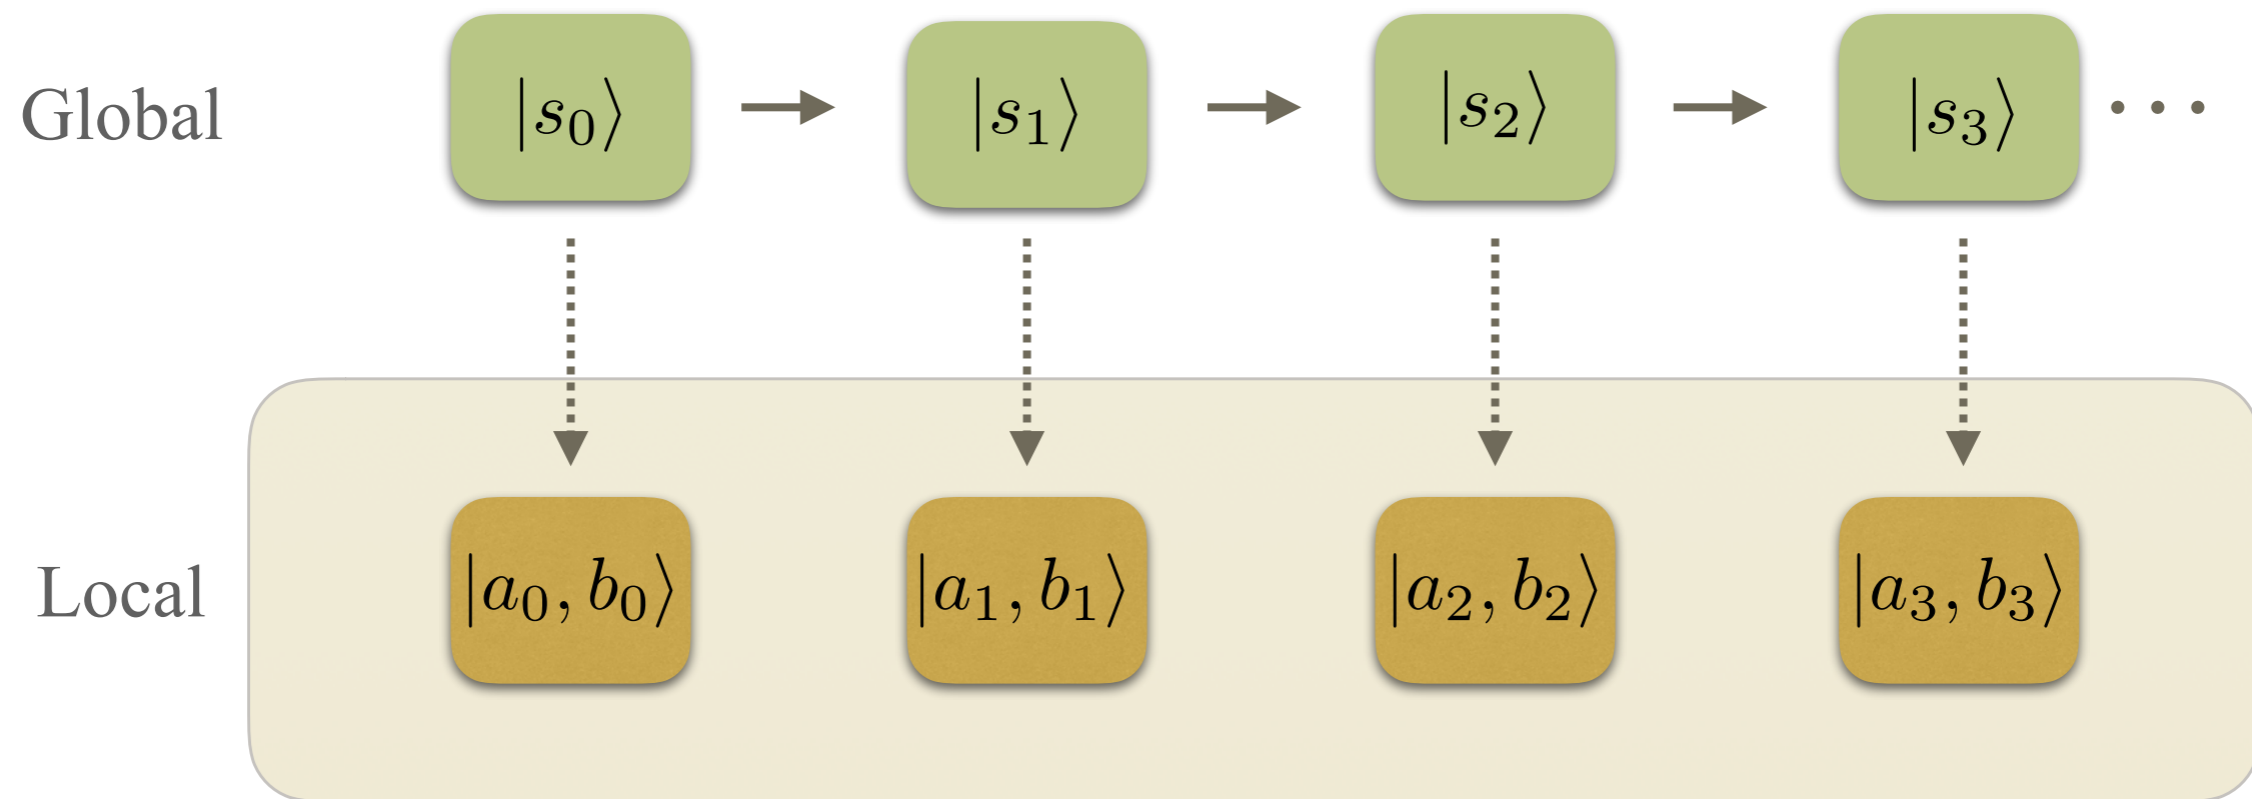 Global |s₀⟩ |s₁⟩ |s₂⟩ |s₃⟩ ···
Local |a₀, b₀⟩ |a₁, b₁⟩ |a₂, b₂⟩ |a₃, b₃⟩